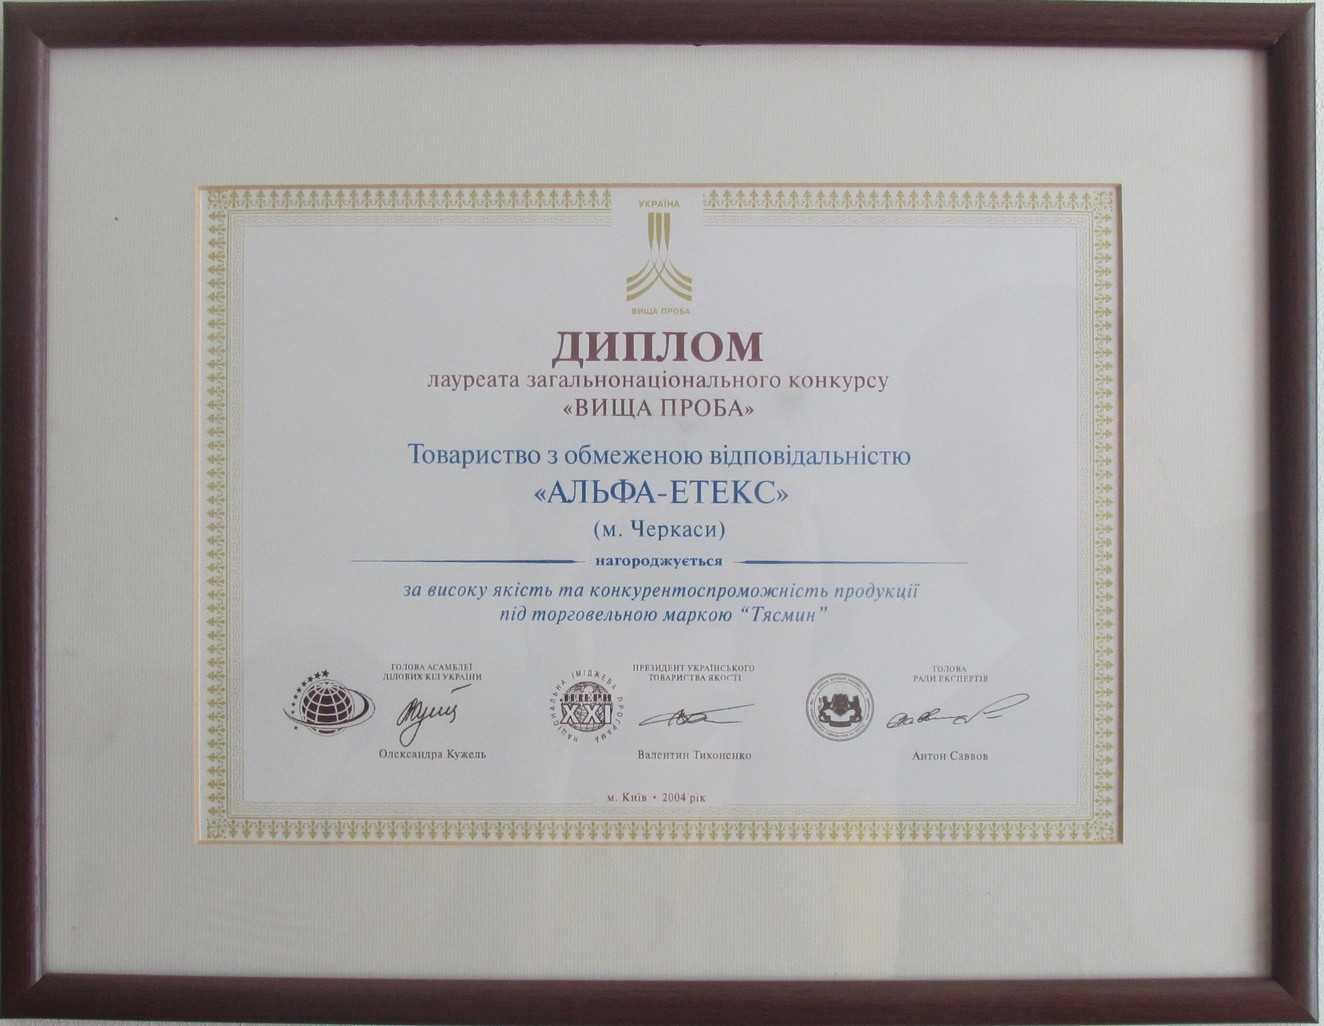 УКРАЇНА
ВИЩА ПРОБА
ДИПЛОМ
лауреата загальнонаціонального конкурсу
«ВИЩА ПРОБА»
Товариство з обмеженою відповідальністю
«АЛЬФА-ЕТЕКС»
(м. Черкаси)
нагороджується
за високу якість та конкурентоспроможність продукції
під торговельною маркою “Тясмин”
ГОЛОВА АСАМБЛЕЇ
ДІЛОВИХ КІЛ УКРАЇНИ
Олександра Кужель
НАЦІОНАЛЬНА ІМІДЖЕВА ПРОГРАМА
ЛІДЕРИ
XXI
ПРЕЗИДЕНТ УКРАЇНСЬКОГО
ТОВАРИСТВА ЯКОСТІ
Валентин Тихоненко
ГОЛОВА
РАДИ ЕКСПЕРТІВ
Антон Саввов
м. Київ · 2004 рік